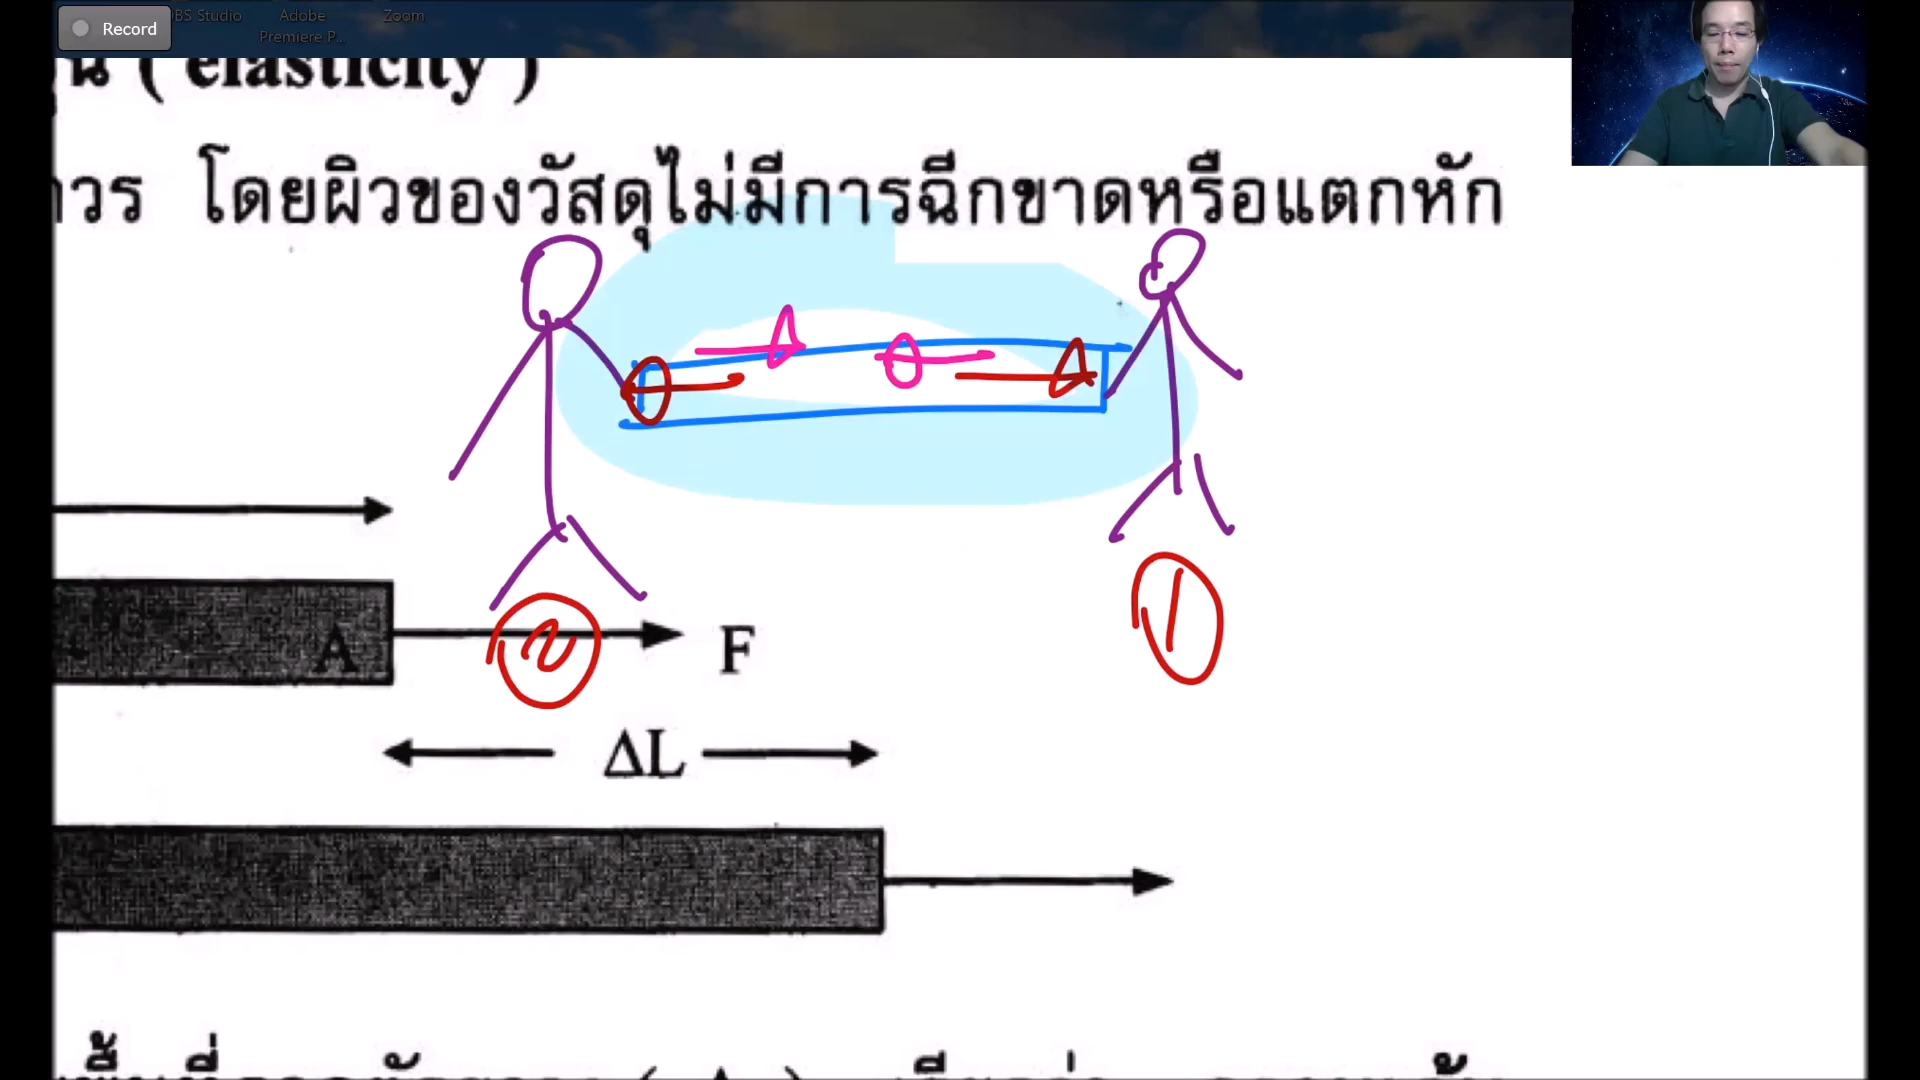 Record
BS Studio Adobe Zoom
Premiere P...
( elasticity )
โดยผิวของวัสดุไม่มีการฉีกขาดหรือแตกหัก
A F
2
1
ΔL